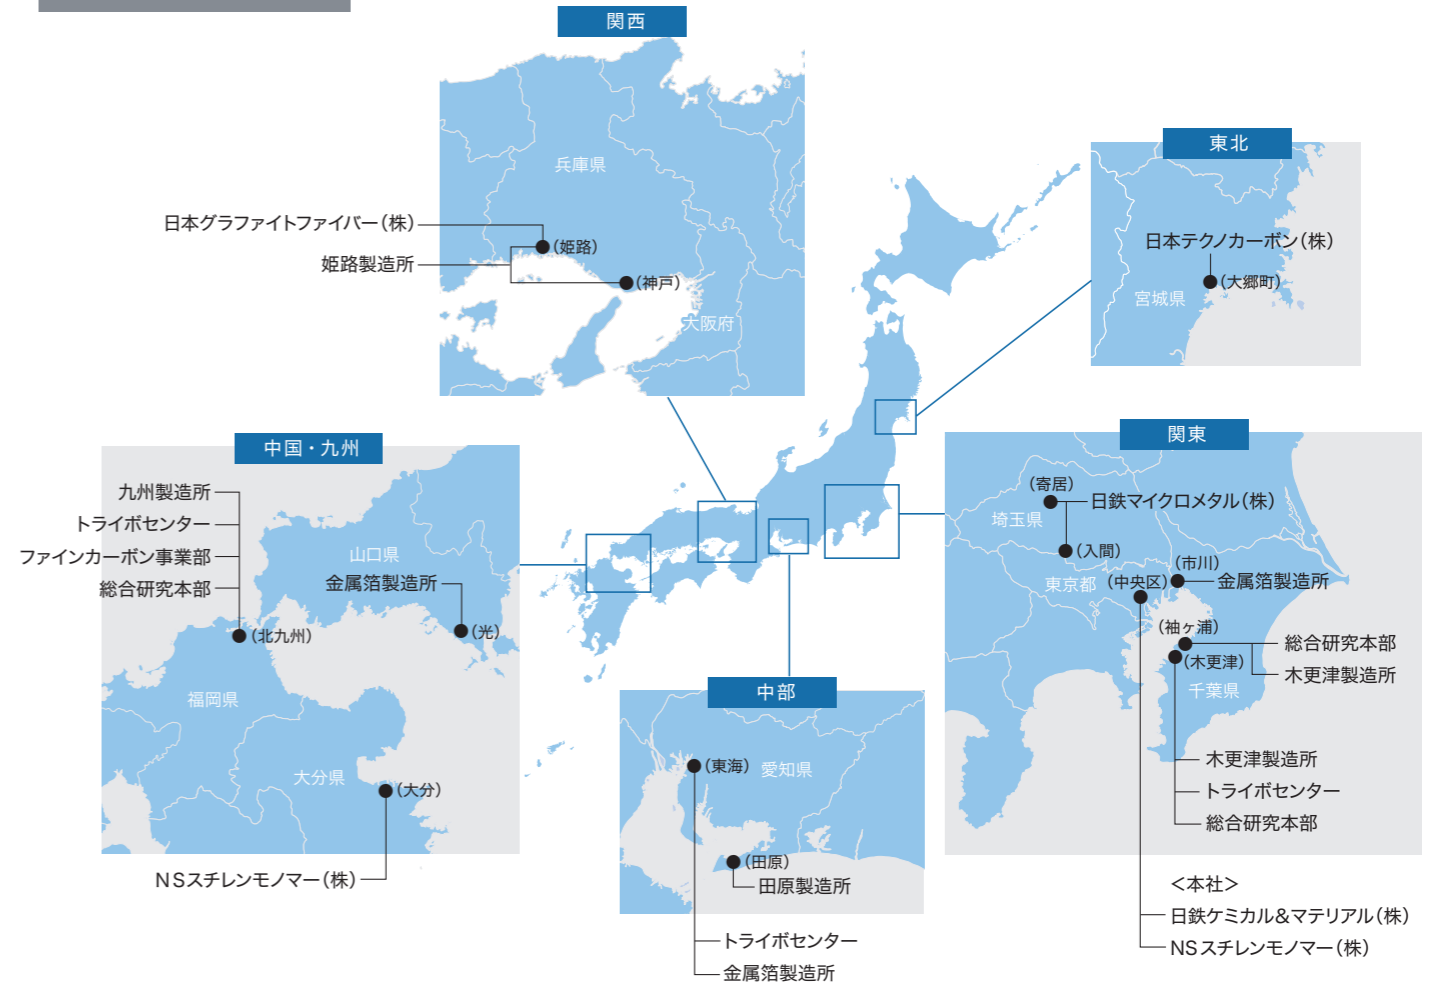 関西
兵庫県
日本グラファイトファイバー(株)
(姫路)
姫路製造所
(神戸)
大阪府
東北
日本テクノカーボン(株)
(大郷町)
宮城県
中国・九州
九州製造所
トライボセンター
ファインカーボン事業部
総合研究本部
(北九州)
山口県
金属箔製造所
(光)
福岡県
大分県
(大分)
NSスチレンモノマー(株)
中部
(東海)
愛知県
(田原)
田原製造所
トライボセンター
金属箔製造所
関東
(寄居)
日鉄マイクロメタル(株)
埼玉県
(入間)
(市川)
東京都
(中央区)
金属箔製造所
(袖ヶ浦)
総合研究本部
(木更津)
木更津製造所
千葉県
木更津製造所
トライボセンター
総合研究本部
<本社>
日鉄ケミカル&マテリアル(株)
NSスチレンモノマー(株)